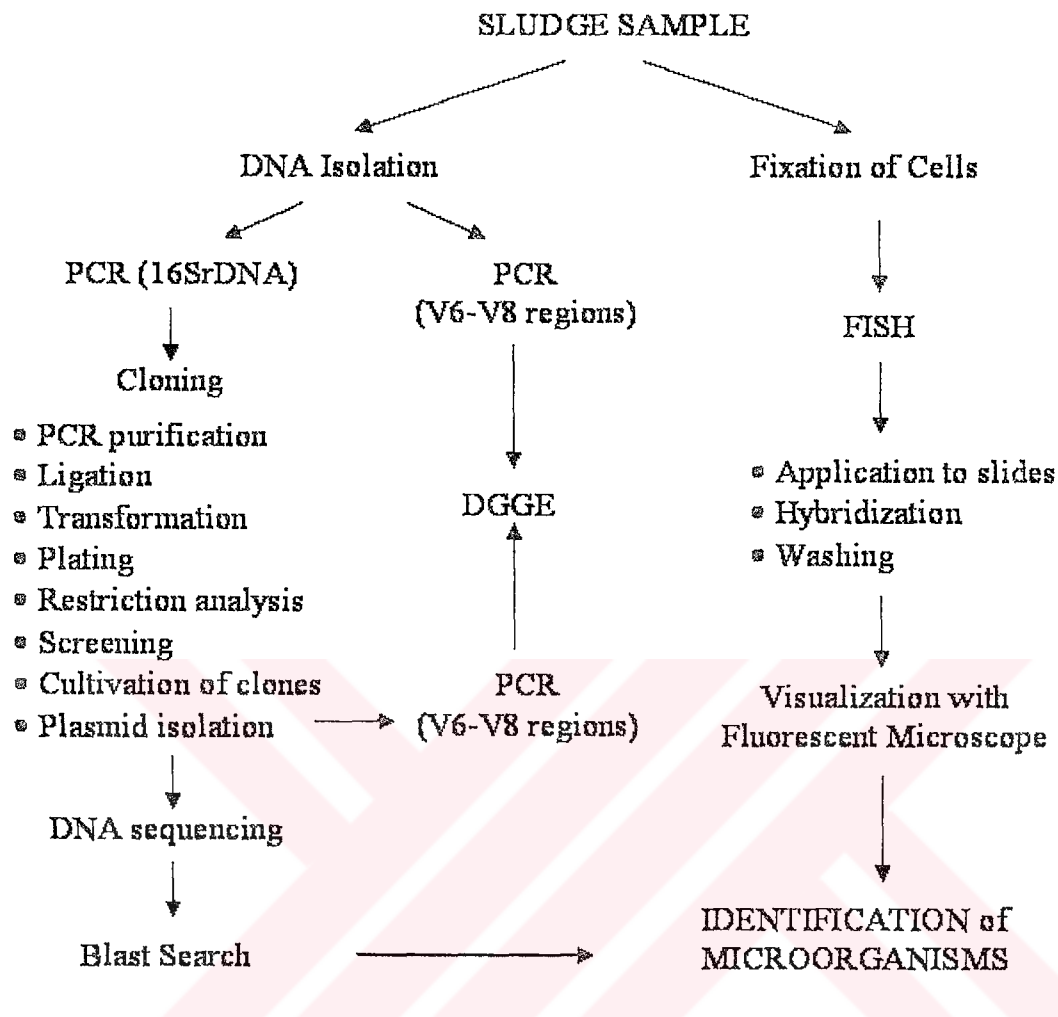 SLUDGE SAMPLE
DNA Isolation
Fixation of Cells
PCR (16SrDNA)
PCR
(V6-V8 regions)
FISH
Cloning
• PCR purification
• Ligation
• Transformation
• Plating
• Restriction analysis
• Screening
• Cultivation of clones
• Plasmid isolation
DGGE
PCR
(V6-V8 regions)
• Application to slides
• Hybridization
• Washing
Visualization with
Fluorescent Microscope
DNA sequencing
Blast Search
IDENTIFICATION of
MICROORGANISMS